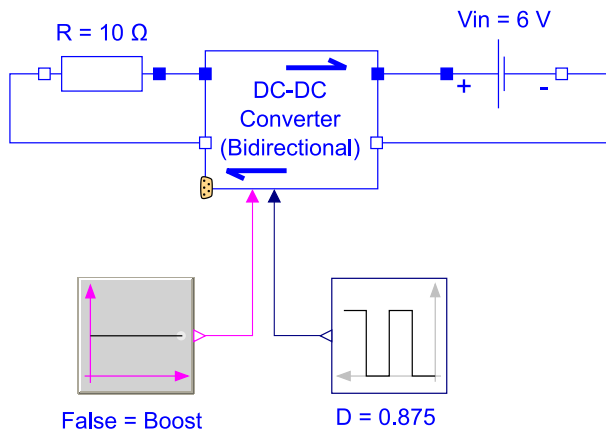 R = 10 Ω
Vin = 6 V
DC-DC
Converter
(Bidirectional)
+
-
False = Boost
D = 0.875